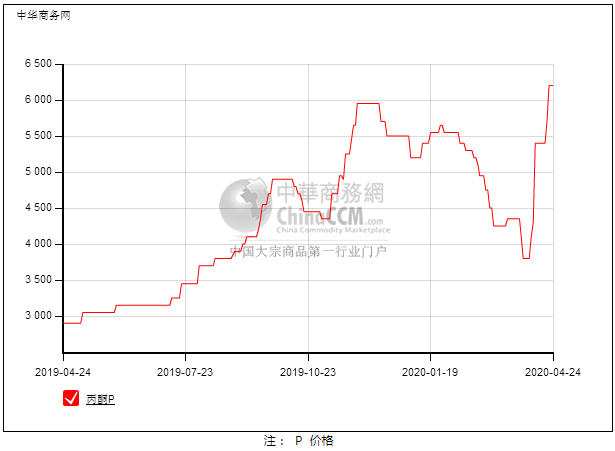 中华商务网
6 500
6 000
5 500
5 000
4 500
4 000
3 500
3 000
中華商務網
ChinaCCM.com
China Commodity Marketplace
中国大宗商品第一行业门户
2019-04-24 2019-07-23 2019-10-23 2020-01-19 2020-04-24
丙酮P
注： P 价格